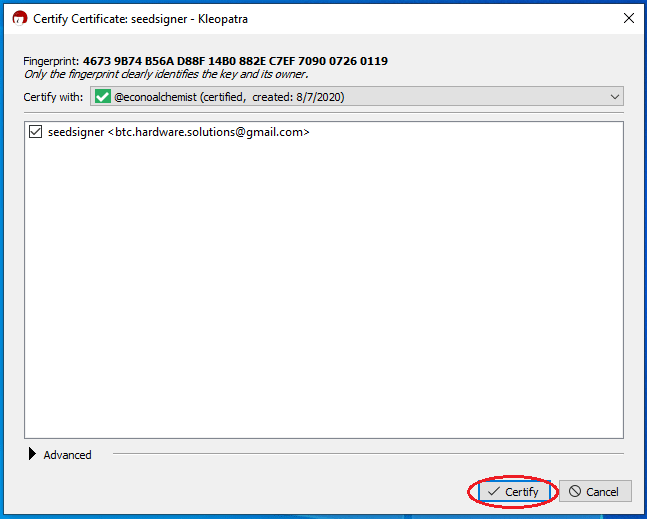 Certify Certificate: seedsigner - Kleopatra
Fingerprint: 4673 9B74 B56A D88F 14B0 882E C7EF 7090 0726 0119
Only the fingerprint clearly identifies the key and its owner.
Certify with: @econoalchemist (certified, created: 8/7/2020)
seedsigner <btc.hardware.solutions@gmail.com>
Advanced
Certify Cancel